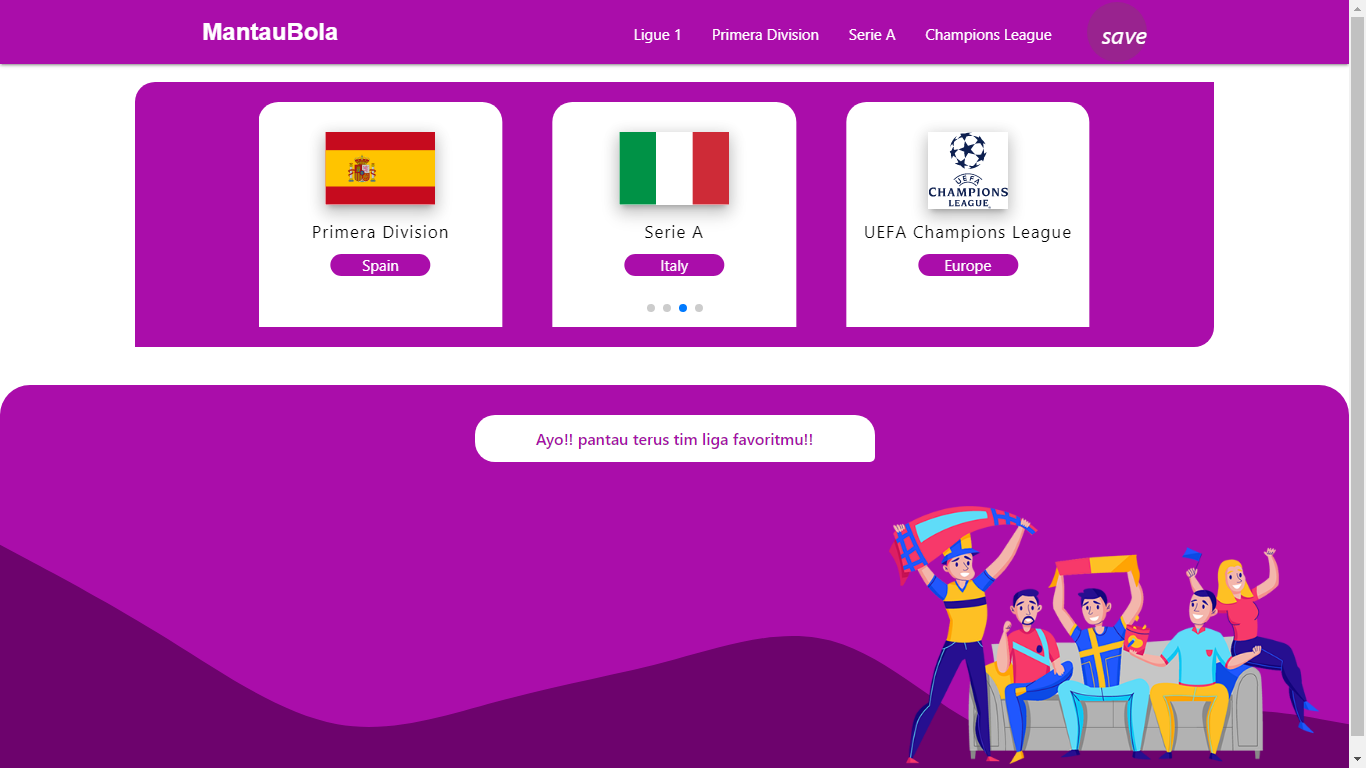 MantauBola
Ligue 1
Primera Division
Serie A
Champions League
save
Primera Division
Spain
Serie A
Italy
UEFA
CHAMPIONS
LEAGUE
UEFA Champions League
Europe
Ayo!! pantau terus tim liga favoritmu!!